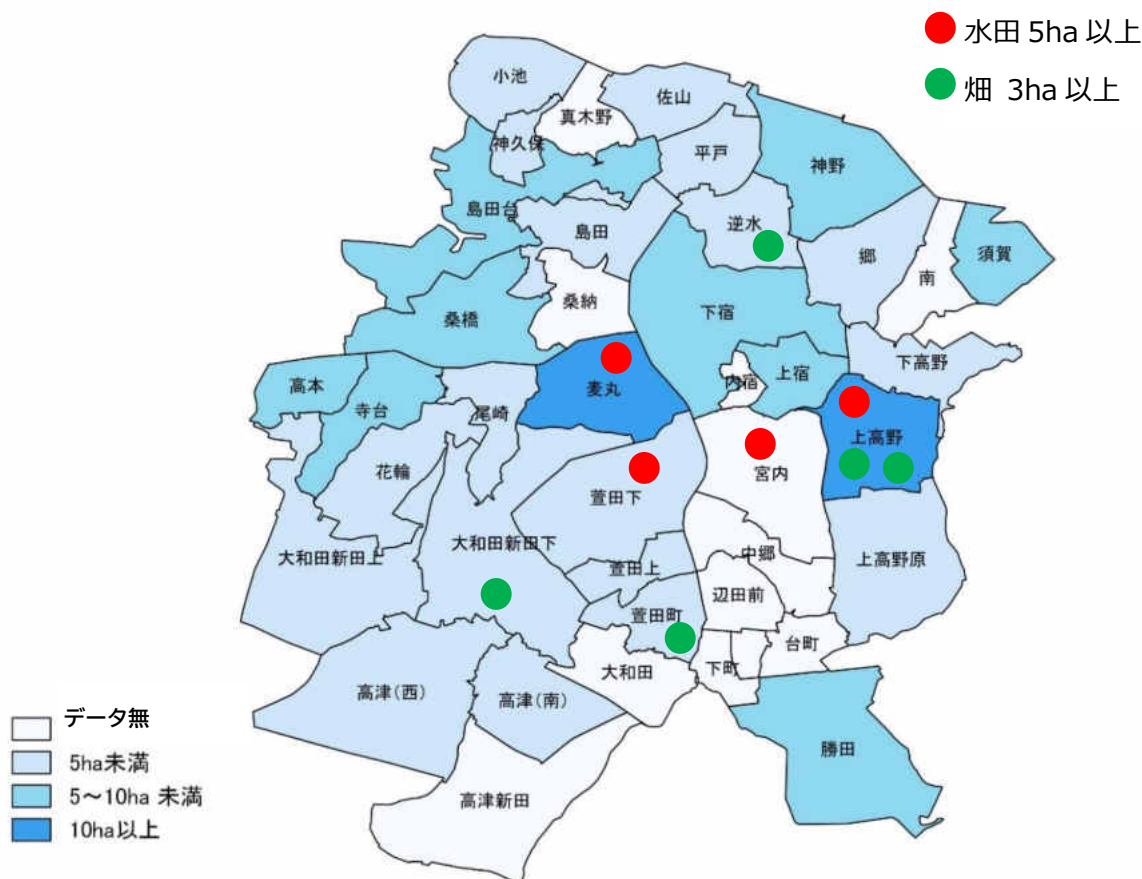 水田 5ha 以上
畑 3ha 以上
小池
真木野
佐山
神久保
平戸
神野
島田台
島田
逆水
郷
南
須賀
桑納
桑橋
下宿
下高野
高本
寺台
尾崎
麦丸
内宿
上宿
上高野
花輪
萱田下
宮内
大和田新田上
大和田新田下
萱田上
中郷
上高野原
辺田前
萱田町
台町
大和田
下町
高津(西)
高津(南)
勝田
高津新田
データ無
5ha未満
5~10ha 未満
10ha以上